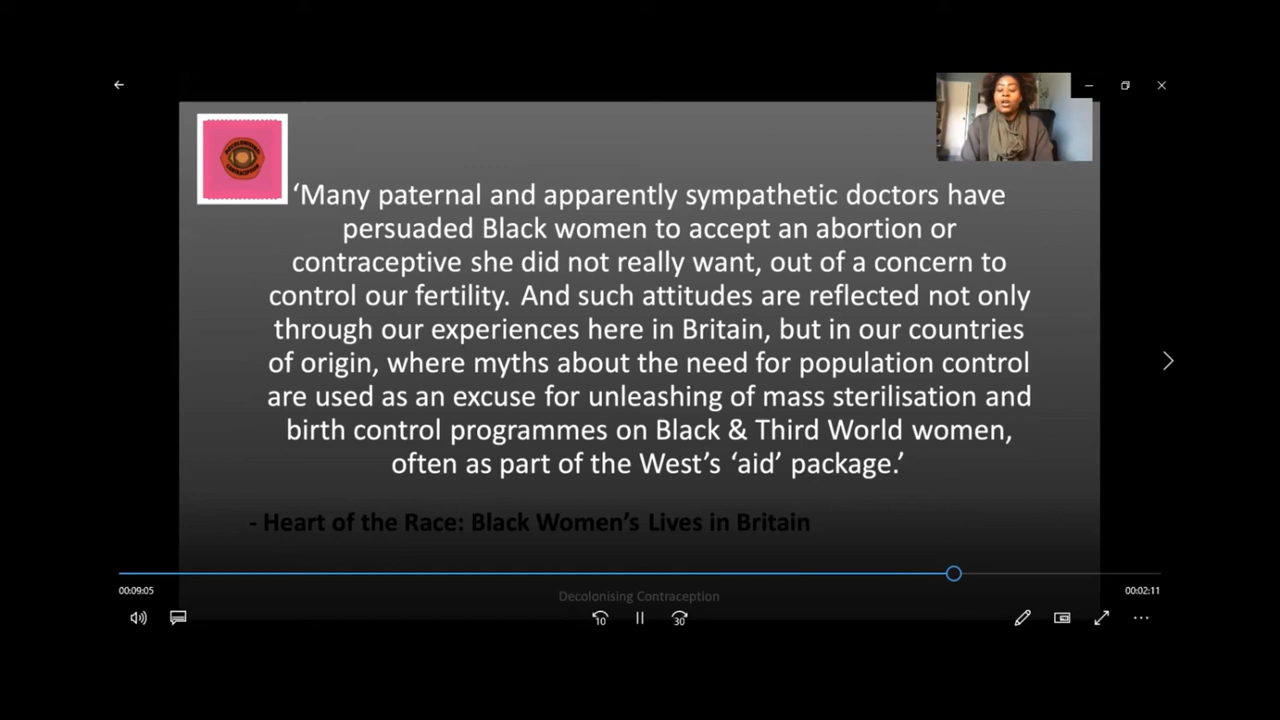 DECOLONISING
CONTRACEPTION
‘Many paternal and apparently sympathetic doctors have
persuaded Black women to accept an abortion or
contraceptive she did not really want, out of a concern to
control our fertility. And such attitudes are reflected not only
through our experiences here in Britain, but in our countries
of origin, where myths about the need for population control
are used as an excuse for unleashing of mass sterilisation and
birth control programmes on Black & Third World women,
often as part of the West’s ‘aid’ package.’
- Heart of the Race: Black Women’s Lives in Britain
00:09:05
00:02:11
Decolonising Contraception
10
30